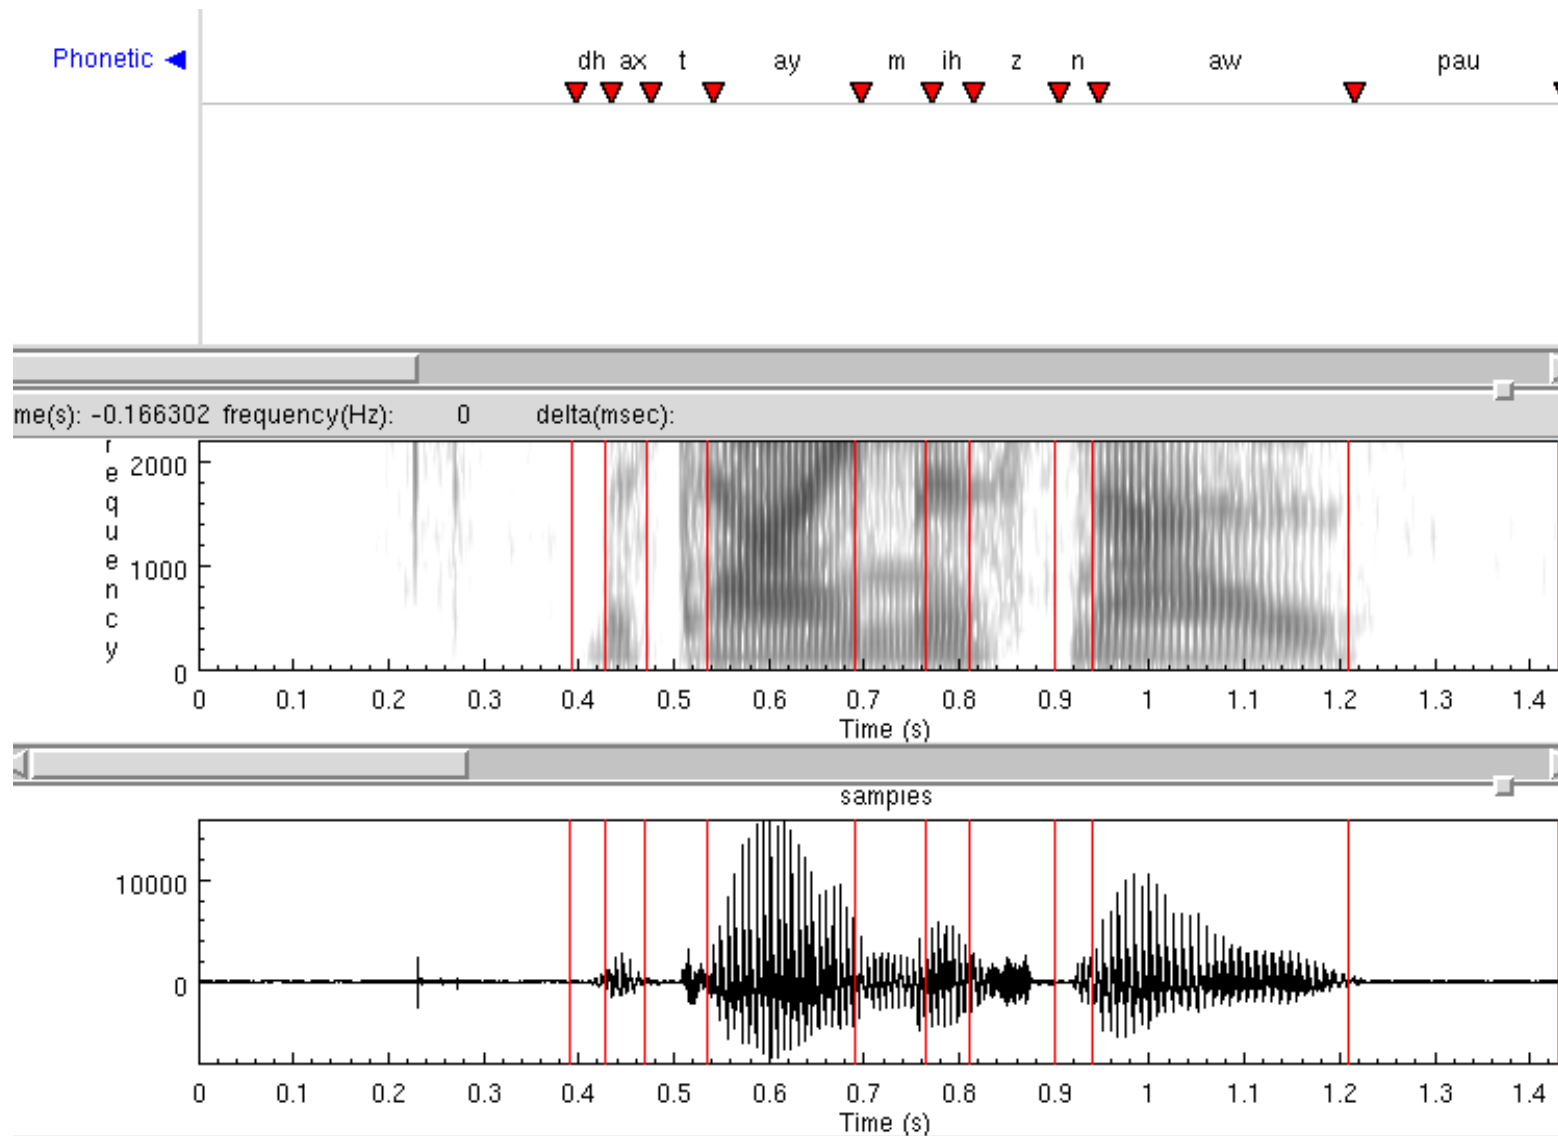 Phonetic dh ax t ay m ih z n aw pau
me(s): -0.166302 frequency(Hz): 0 delta(msec):
requency
2000
1000
0
0 0.1 0.2 0.3 0.4 0.5 0.6 0.7 0.8 0.9 1 1.1 1.2 1.3 1.4
Time (s)
samples
10000
0
0 0.1 0.2 0.3 0.4 0.5 0.6 0.7 0.8 0.9 1 1.1 1.2 1.3 1.4
Time (s)